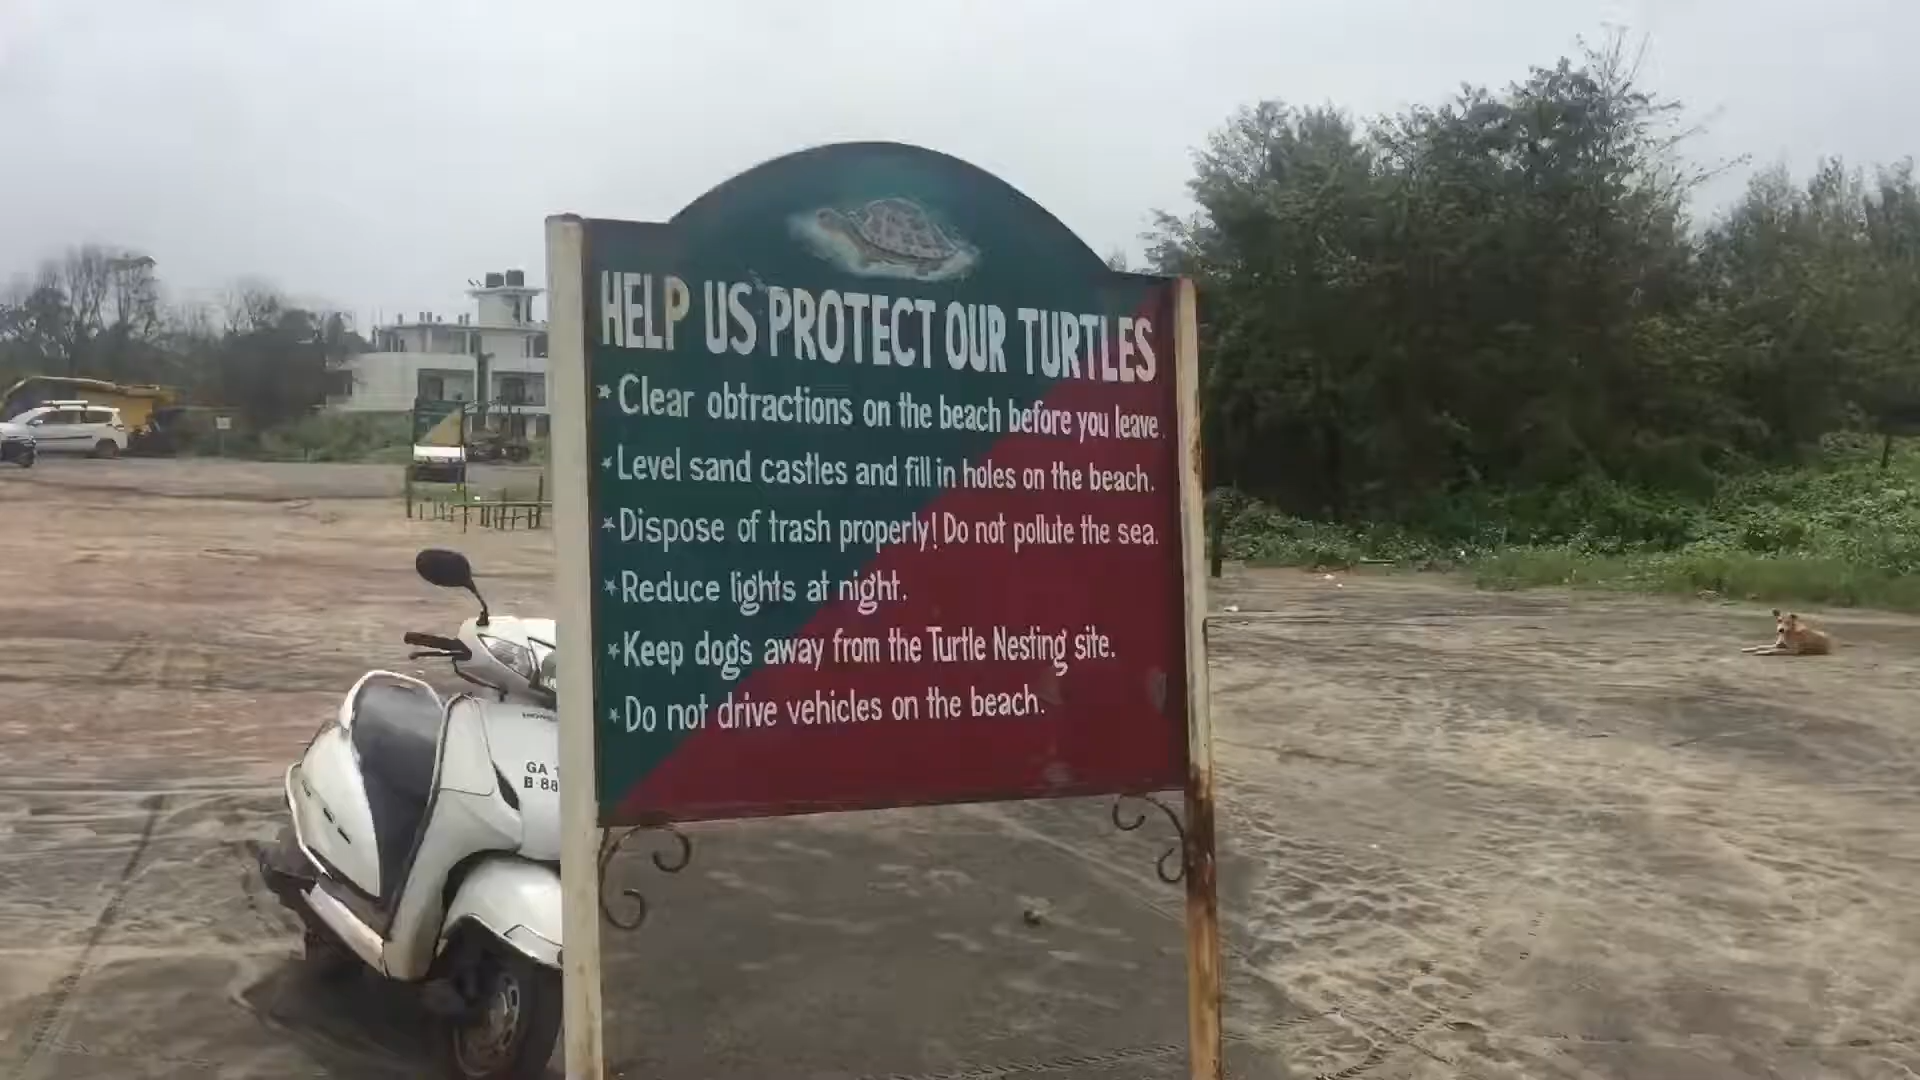 HELP US PROTECT OUR TURTLES
* Clear obtractions on the beach before you leave.
* Level sand castles and fill in holes on the beach.
* Dispose of trash properly! Do not pollute the sea.
* Reduce lights at night.
* Keep dogs away from the Turtle Nesting site.
* Do not drive vehicles on the beach.
GA
B-88